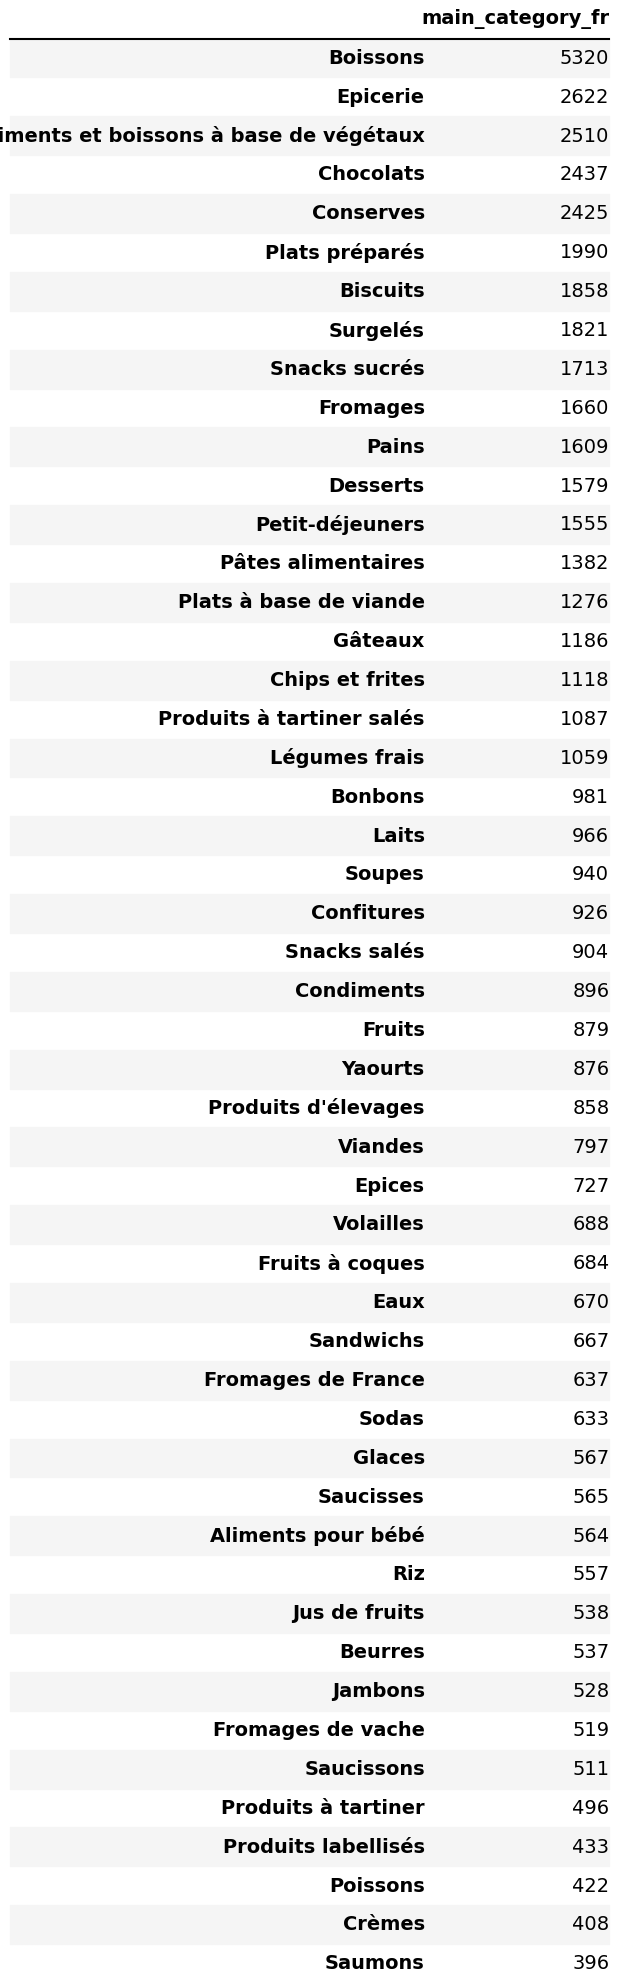 main_category_fr
Boissons 5320
Epicerie 2622
iments et boissons à base de végétaux 2510
Chocolats 2437
Conserves 2425
Plats préparés 1990
Biscuits 1858
Surgelés 1821
Snacks sucrés 1713
Fromages 1660
Pains 1609
Desserts 1579
Petit-déjeuners 1555
Pâtes alimentaires 1382
Plats à base de viande 1276
Gâteaux 1186
Chips et frites 1118
Produits à tartiner salés 1087
Légumes frais 1059
Bonbons 981
Laits 966
Soupes 940
Confitures 926
Snacks salés 904
Condiments 896
Fruits 879
Yaourts 876
Produits d'élevages 858
Viandes 797
Epices 727
Volailles 688
Fruits à coques 684
Eaux 670
Sandwichs 667
Fromages de France 637
Sodas 633
Glaces 567
Saucisses 565
Aliments pour bébé 564
Riz 557
Jus de fruits 538
Beurres 537
Jambons 528
Fromages de vache 519
Saucissons 511
Produits à tartiner 496
Produits labellisés 433
Poissons 422
Crèmes 408
Saumons 396